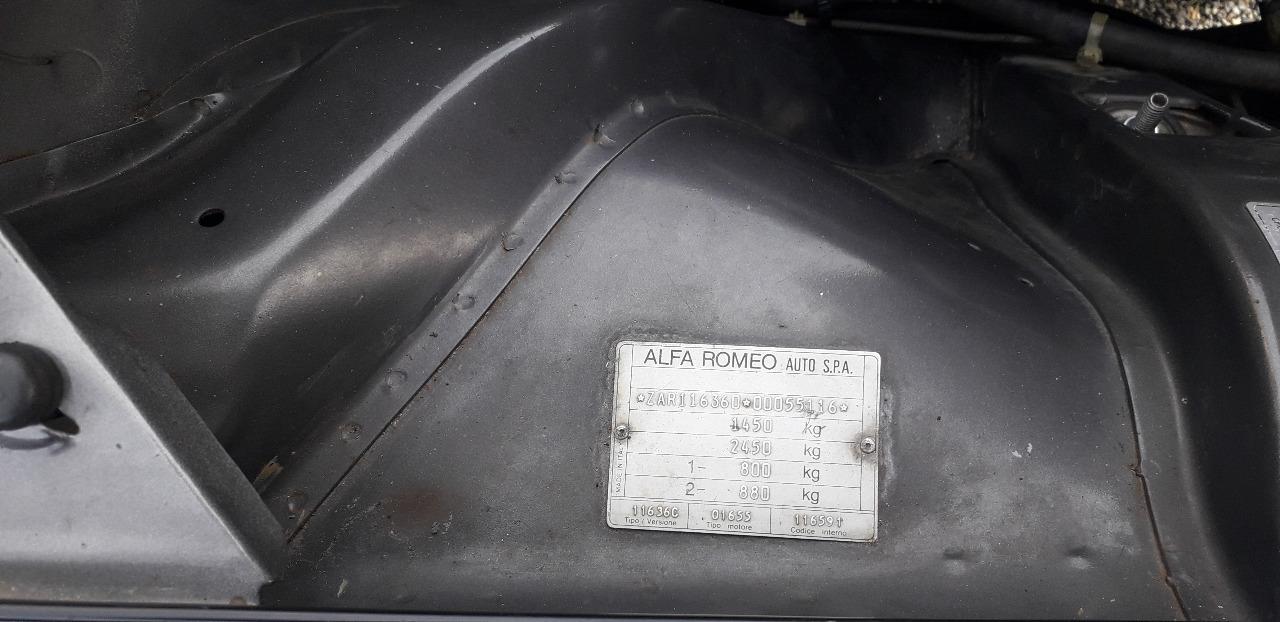 ALFA ROMEO AUTO S.P.A.
*ZAR116360*00055116*
1450 kg
2450 kg
1- 800 kg
2- 880 kg
MADE IN ITALY
11636C 01655 116591
Tipo / Versione Tipo motore Codice interno